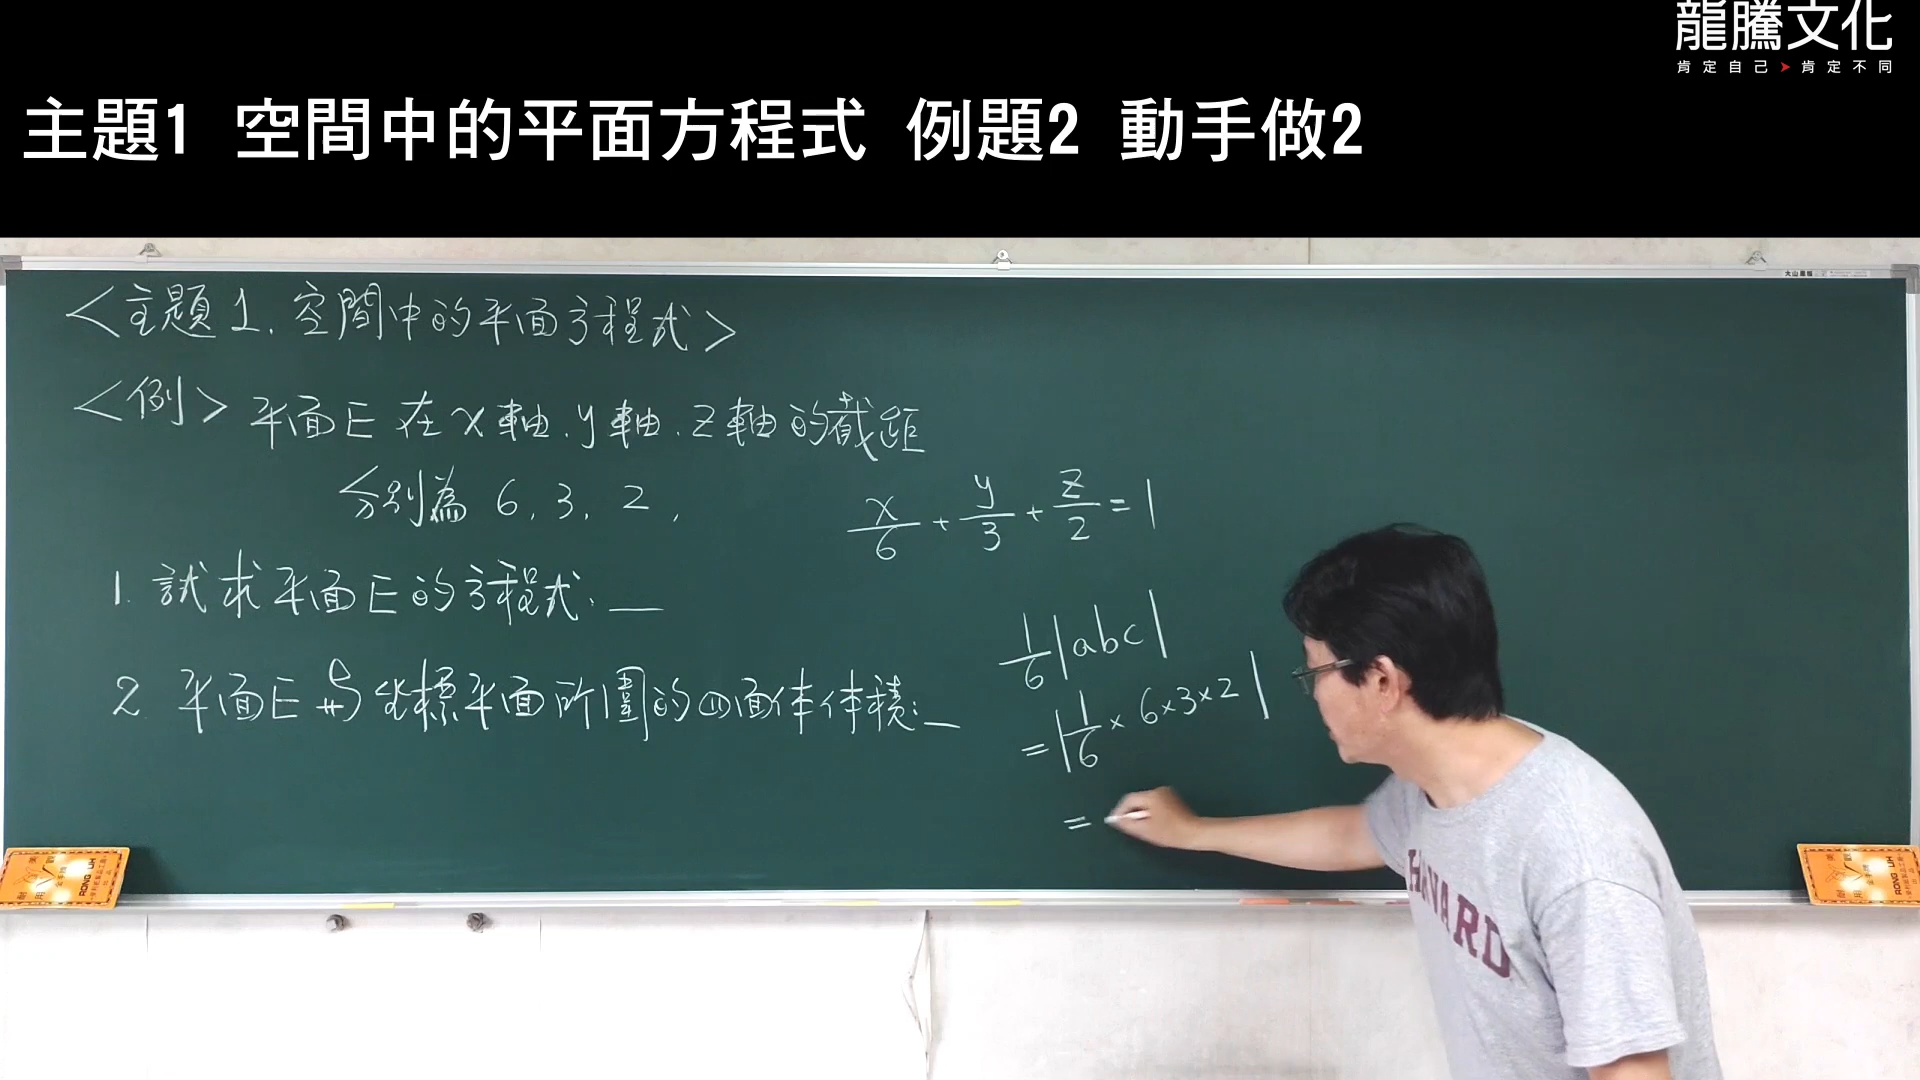 龍騰文化
肯定自己➤肯定不同
主題1 空間中的平面方程式 例題2 動手做2
<主題1. 空間中的平面方程式>
<例> 平面E在x軸.y軸.z軸的截距
分別為 6, 3, 2,
x/6 + y/3 + z/2 = 1
1. 試求平面E的方程式:__
1/6|abc|
2. 平面E與坐標平面所圍的四面体体積:__
=|1/6 × 6×3×2|
=
HARVARD